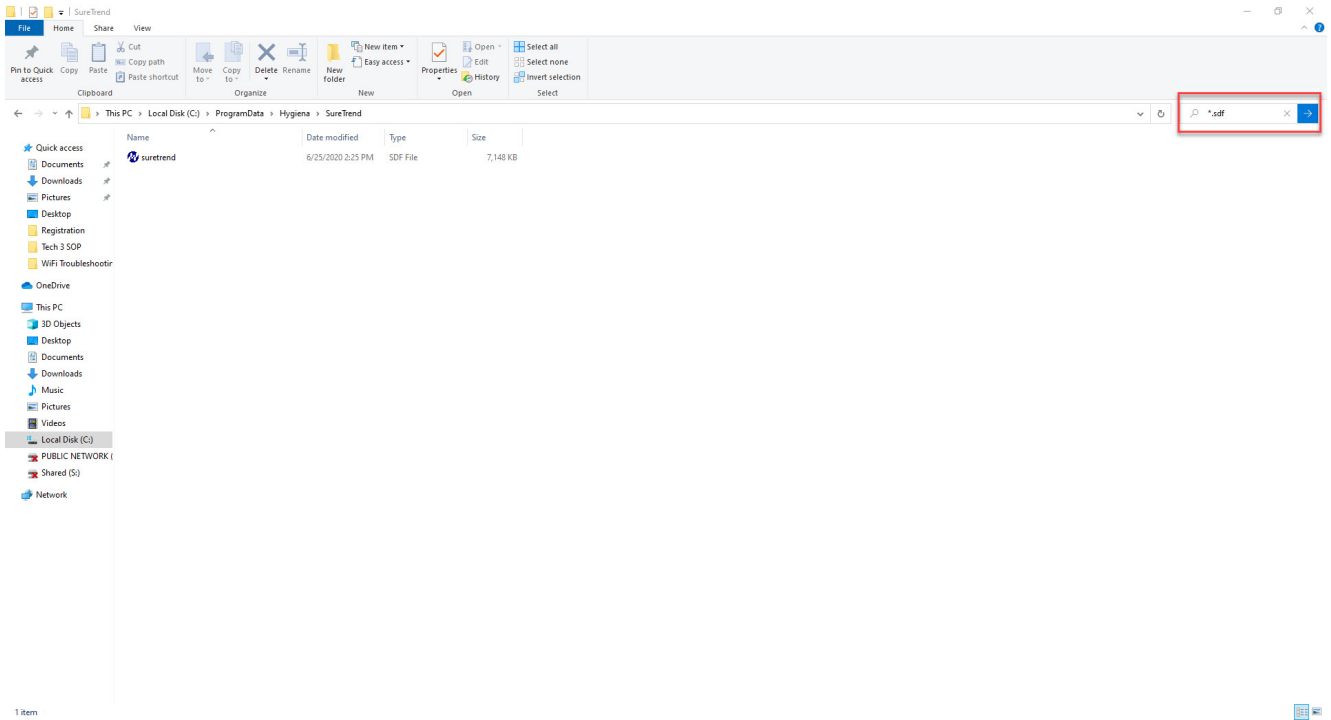 SureTrend
File Home Share View
Pin to Quick access
Copy
Paste
Cut
Copy path
Paste shortcut
Clipboard
Move to
Copy to
Delete
Rename
Organize
New folder
New item
Easy access
New
Properties
Open
Edit
History
Open
Select all
Select none
Invert selection
Select
This PC > Local Disk (C:) > ProgramData > Hygiena > SureTrend
*.sdf
Name Date modified Type Size
suretrend 6/25/2020 2:25 PM SDF File 7,148 KB
Quick access
Documents
Downloads
Pictures
Desktop
Registration
Tech 3 SOP
WiFi Troubleshootin
OneDrive
This PC
3D Objects
Desktop
Documents
Downloads
Music
Pictures
Videos
Local Disk (C:)
PUBLIC NETWORK (
Shared (S:)
Network
1 item